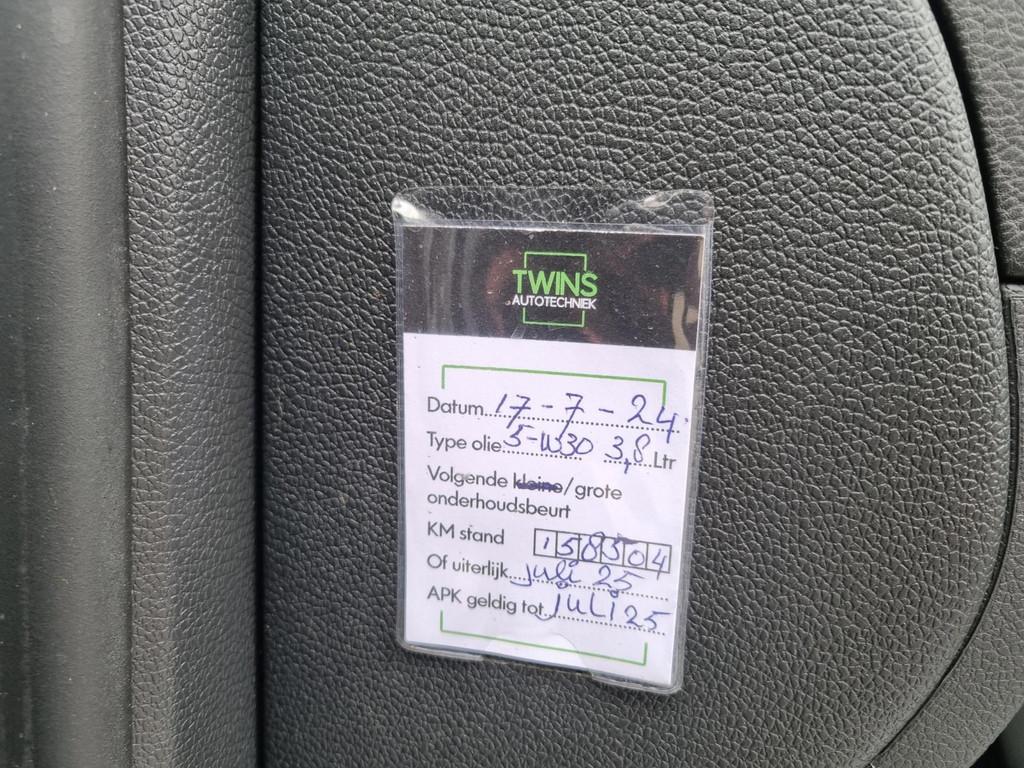 TWINS
AUTOTECHNIEK
Datum 17-7-24
Type olie 5-W30 3,8 Ltr
Volgende kleine/grote
onderhoudsbeurt
KM stand 158504
Of uiterlijk juli 25
APK geldig tot juli 25